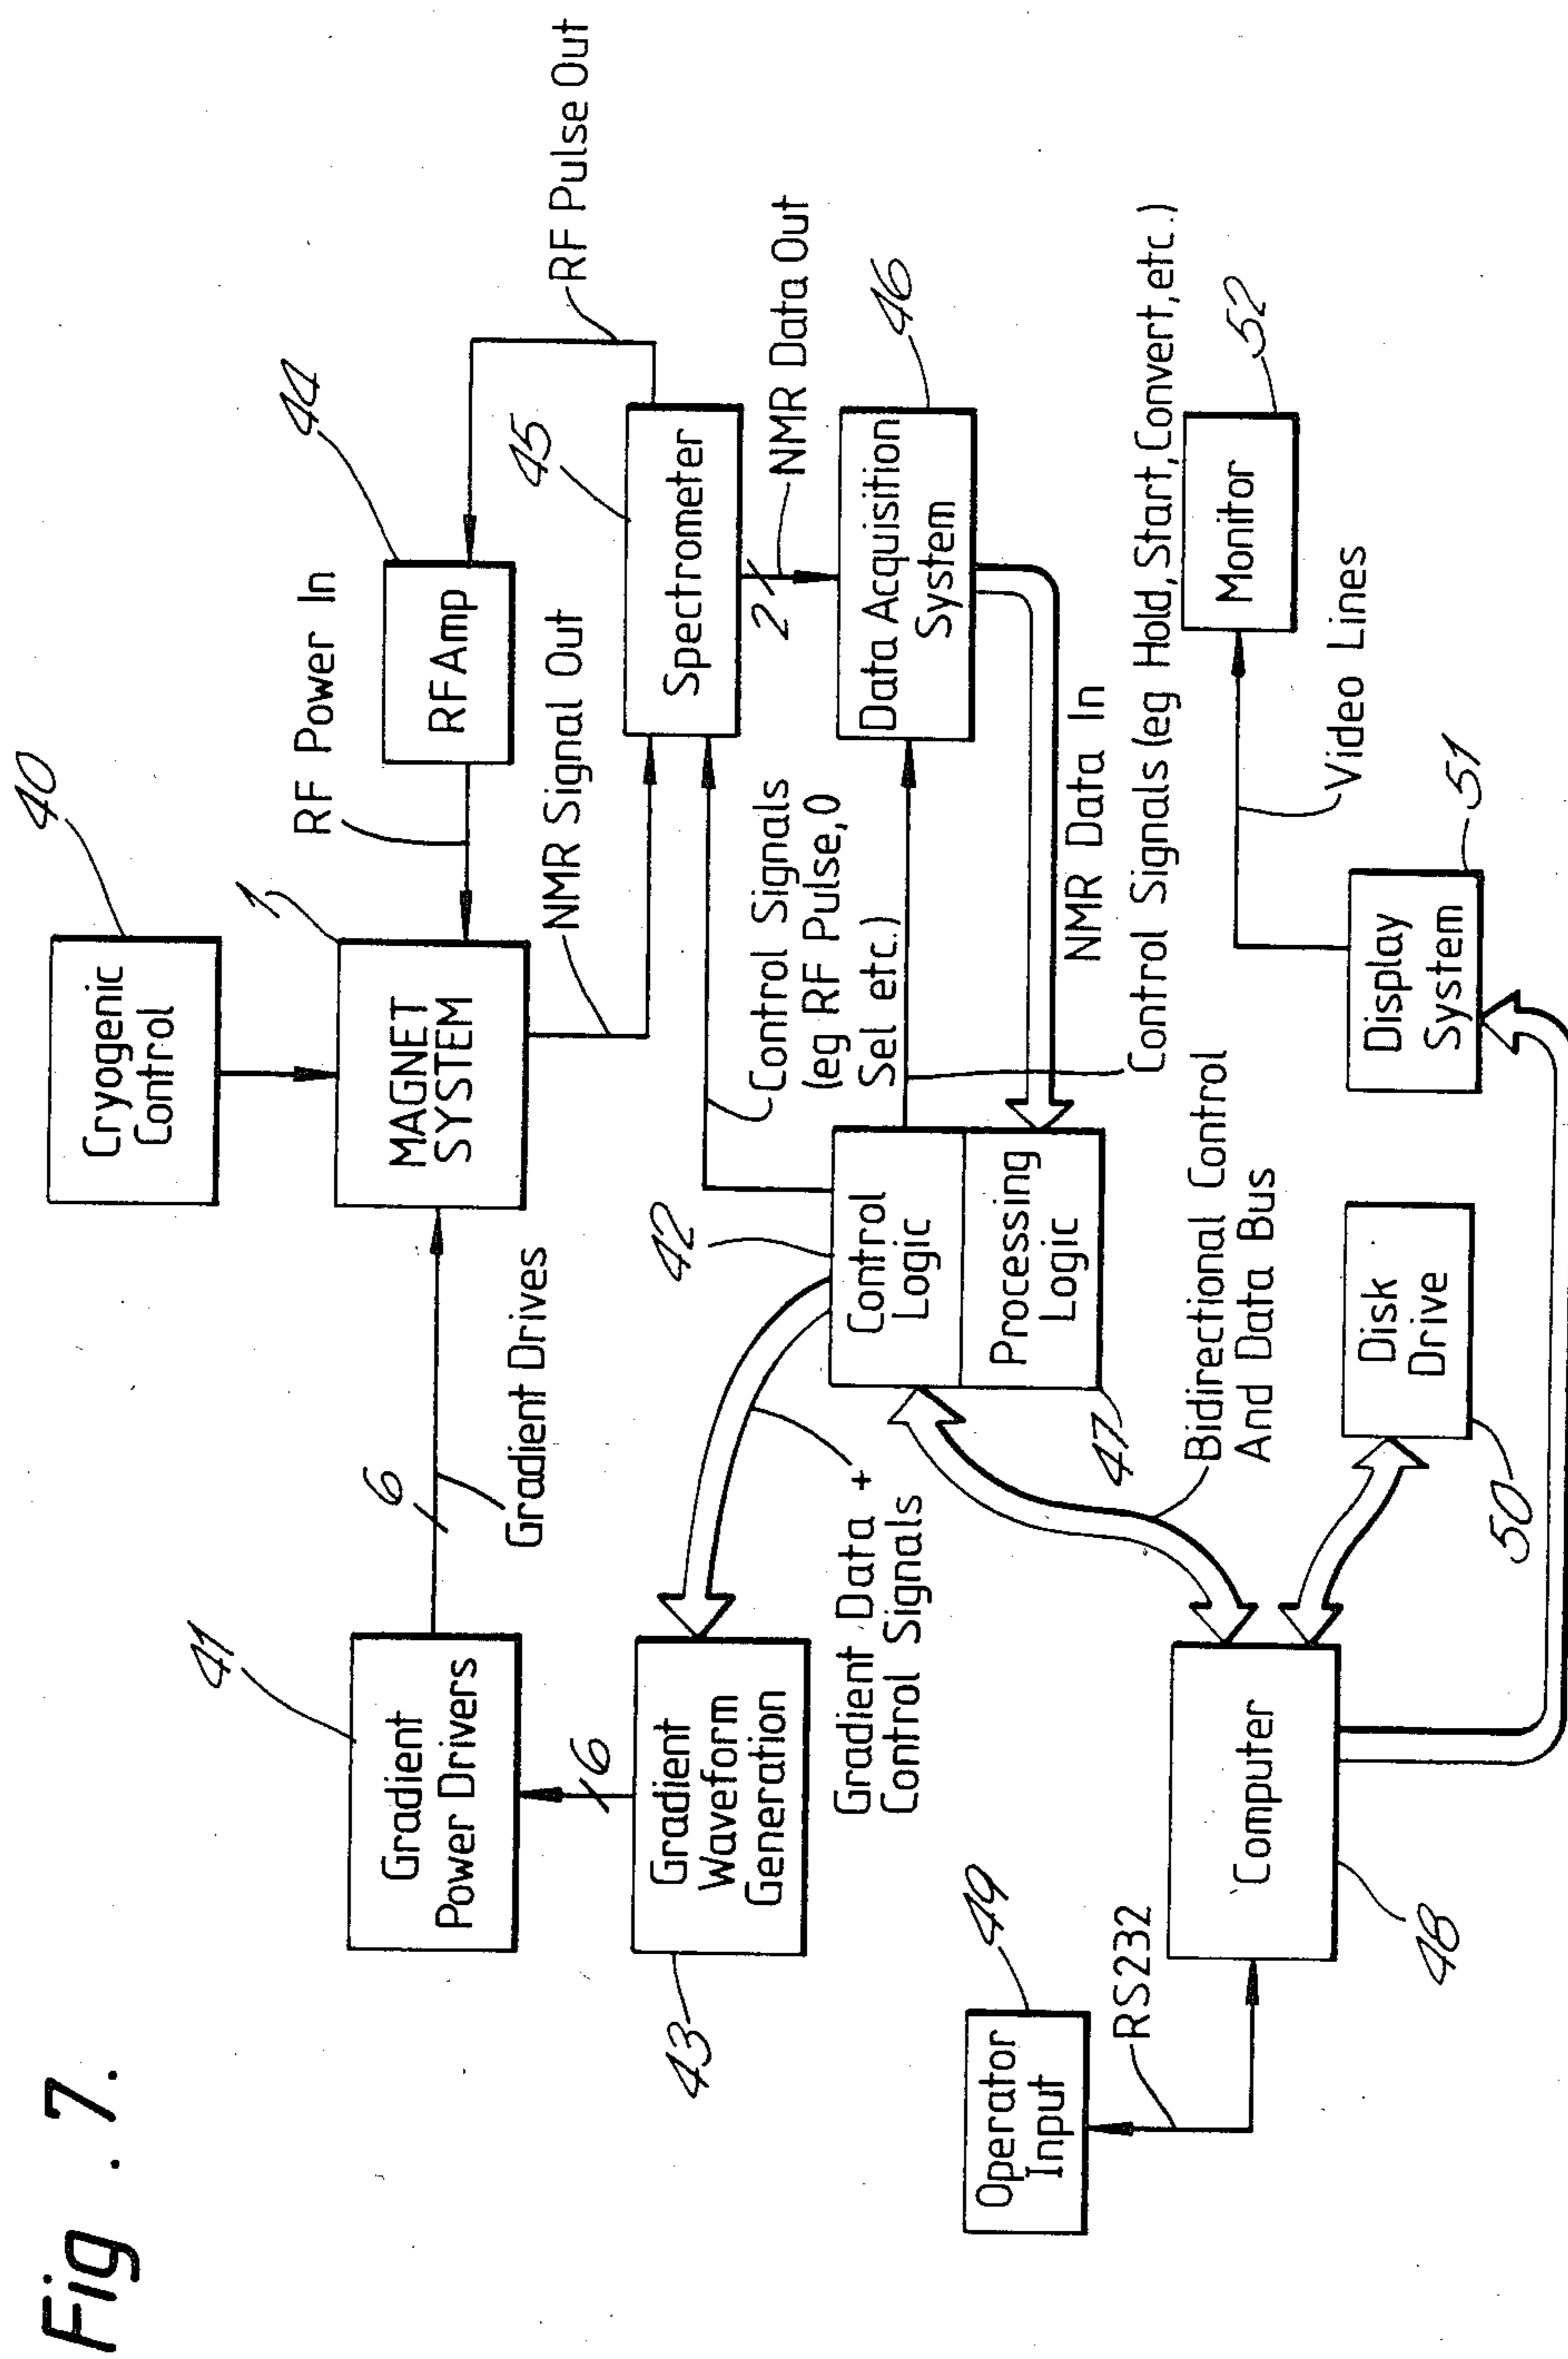 Fig. 7.
40
Cryogenic
Control
1
MAGNET
SYSTEM
41
Gradient
Power Drivers
6
Gradient Drives
RF Power In
44
RF Amp
RF Pulse Out
NMR Signal Out
45
Spectrometer
6
43
Gradient
Waveform
Generation
Gradient Data +
Control Signals
42
Control
Logic
Processing
Logic
47
Control Signals
(eg RF Pulse,0
Sel etc.)
2
NMR Data Out
46
Data Acquisition
System
NMR Data In
Control Signals (eg Hold,Start,Convert,etc.)
49
Operator
Input
RS232
Computer
48
Bidirectional Control
And Data Bus
Disk
Drive
50
Display
System
51
Video Lines
52
Monitor